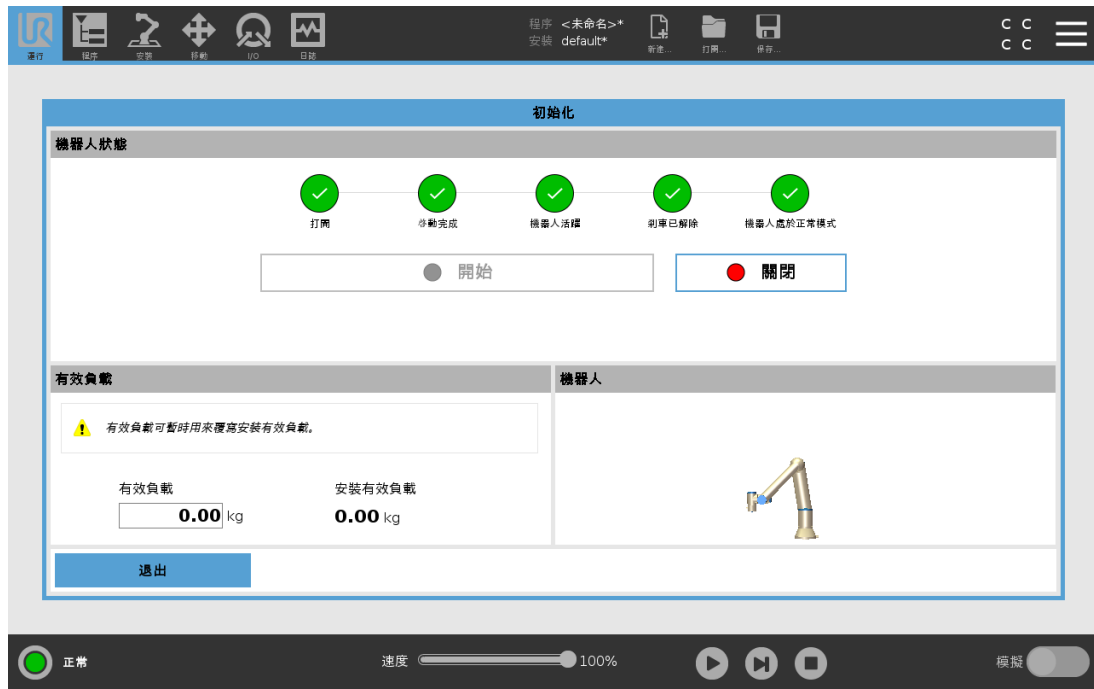 UR
運行
程序
安裝
移動
I/O
日誌
程序 <未命名>*
安裝 default*
新建...
打開...
保存...
C C
C C
初始化
機器人狀態
打開
啓動完成
機器人活躍
剎車已解除
機器人處於正常模式
開始
關閉
有效負載
機器人
有效負載可暫時用來覆寫安裝有效負載。
有效負載
安裝有效負載
0.00 kg
0.00 kg
退出
正常
速度
100%
模擬